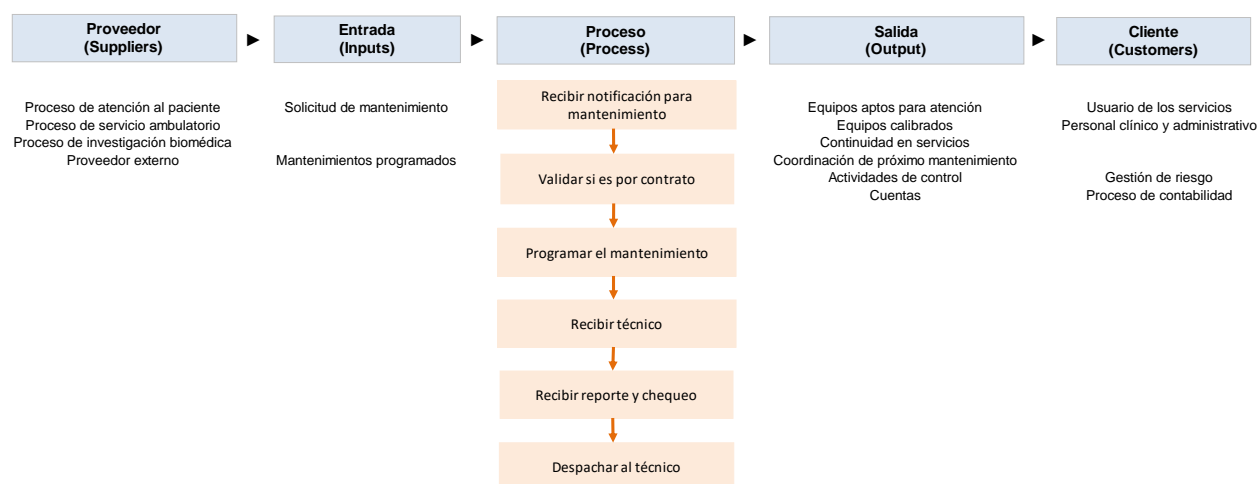 Proveedor
(Suppliers)
Entrada
(Inputs)
Proceso
(Process)
Salida
(Output)
Cliente
(Customers)
Proceso de atención al paciente
Proceso de servicio ambulatorio
Proceso de investigación biomédica
Proveedor externo
Solicitud de mantenimiento
Mantenimientos programados
Recibir notificación para
mantenimiento
Validar si es por contrato
Programar el mantenimiento
Recibir técnico
Recibir reporte y chequeo
Despachar al técnico
Equipos aptos para atención
Equipos calibrados
Continuidad en servicios
Coordinación de próximo mantenimiento
Actividades de control
Cuentas
Usuario de los servicios
Personal clínico y administrativo
Gestión de riesgo
Proceso de contabilidad